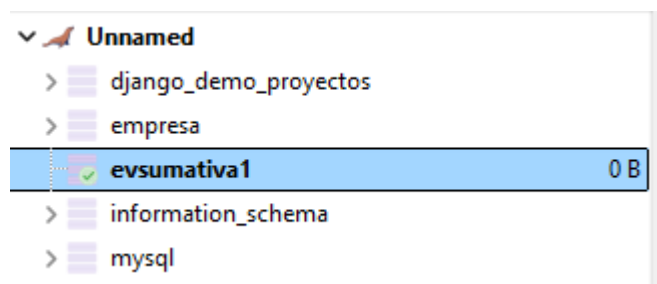 Unnamed
django_demo_proyectos
empresa
evsumativa1 0 B
information_schema
mysql